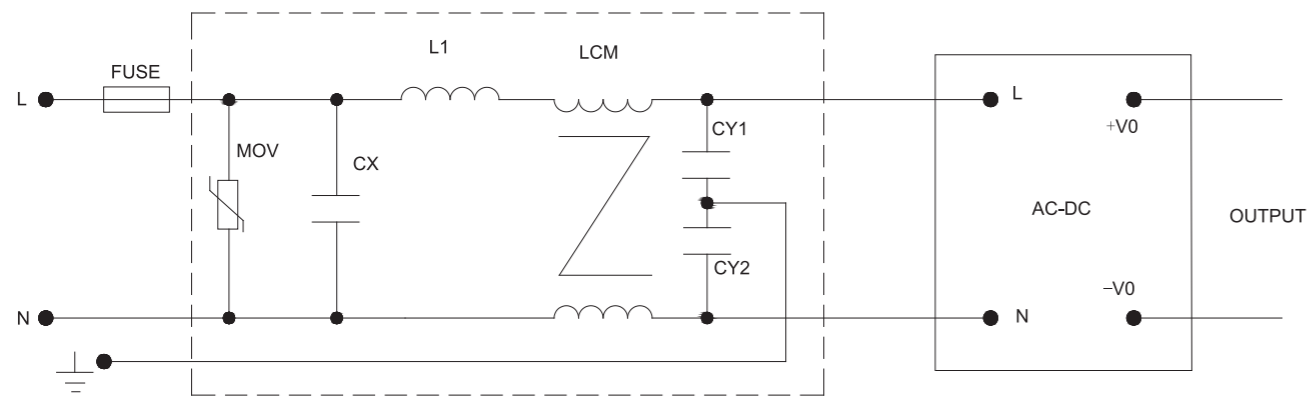 L1
LCM
FUSE
L
L
CY1
+V0
MOV
CX
AC-DC
OUTPUT
CY2
−V0
N
N